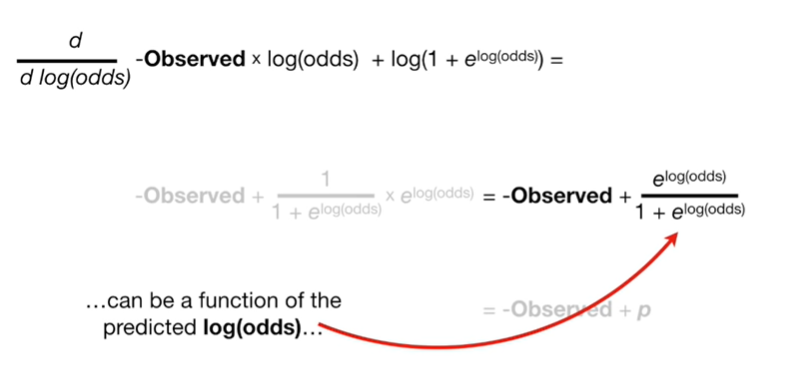 d
d log(odds)
-Observed × log(odds) + log(1 + e^log(odds)) =
-Observed + 1 / 1 + e^log(odds) × e^log(odds) = -Observed + e^log(odds) / 1 + e^log(odds)
…can be a function of the
predicted log(odds)…
= -Observed + p